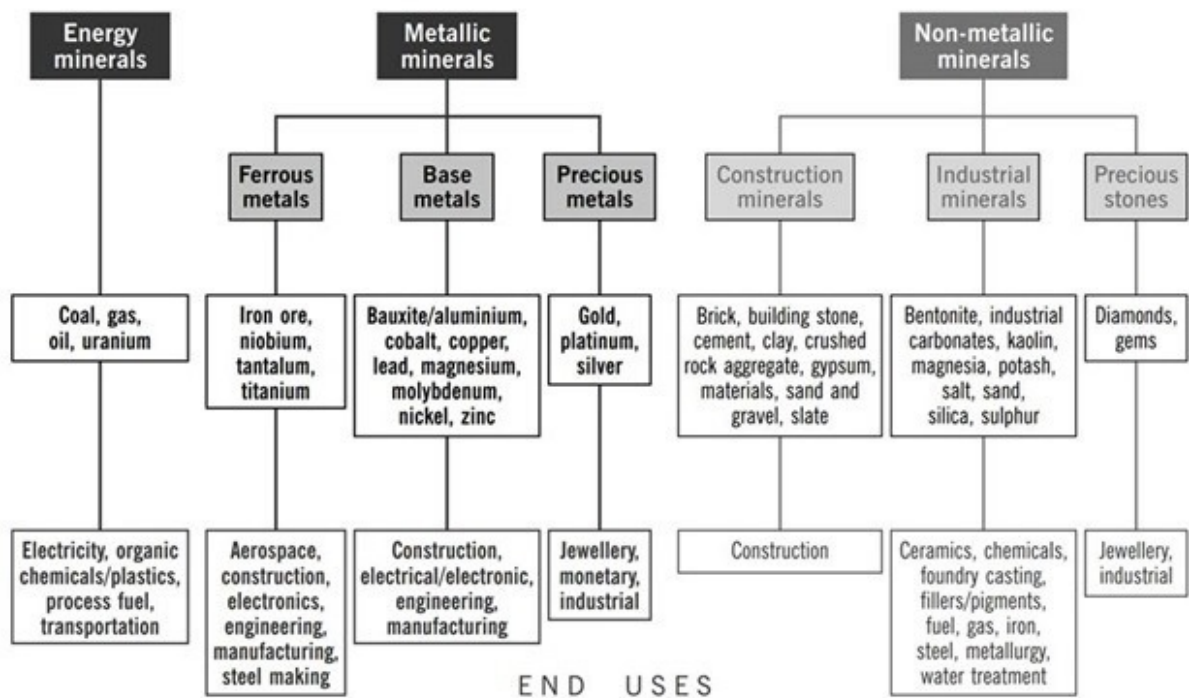 Energy
minerals
Metallic
minerals
Non-metallic
minerals
Ferrous
metals
Base
metals
Precious
metals
Construction
minerals
Industrial
minerals
Precious
stones
Coal, gas,
oil, uranium
Iron ore,
niobium,
tantalum,
titanium
Bauxite/aluminium,
cobalt, copper,
lead, magnesium,
molybdenum,
nickel, zinc
Gold,
platinum,
silver
Brick, building stone,
cement, clay, crushed
rock aggregate, gypsum,
materials, sand and
gravel, slate
Bentonite, industrial
carbonates, kaolin,
magnesia, potash,
salt, sand,
silica, sulphur
Diamonds,
gems
Electricity, organic
chemicals/plastics,
process fuel,
transportation
Aerospace,
construction,
electronics,
engineering,
manufacturing,
steel making
Construction,
electrical/electronic,
engineering,
manufacturing
Jewellery,
monetary,
industrial
Construction
Ceramics, chemicals,
foundry casting,
fillers/pigments,
fuel, gas, iron,
steel, metallurgy,
water treatment
Jewellery,
industrial
END USES